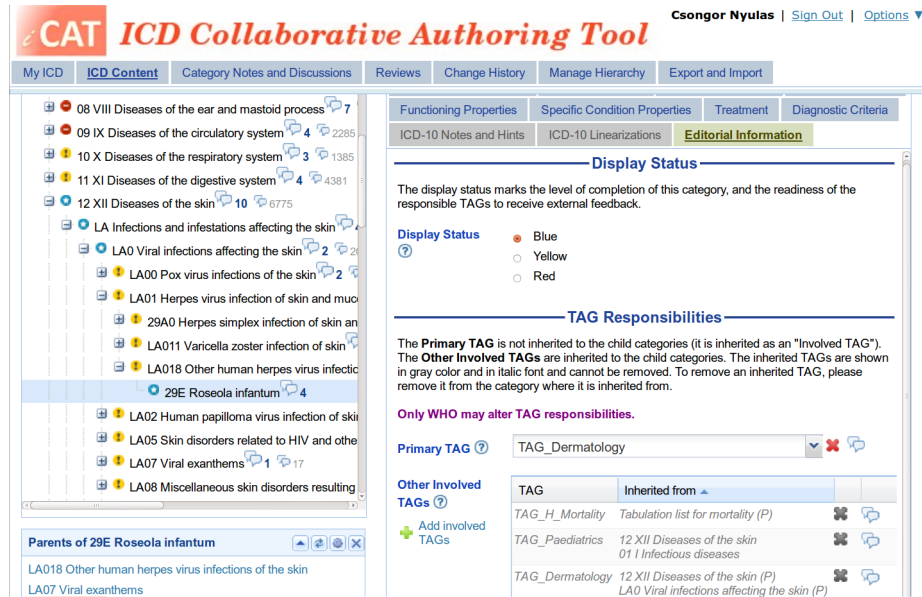 iCAT ICD Collaborative Authoring Tool
Csongor Nyulas | Sign Out | Options ▼
My ICD ICD Content Category Notes and Discussions Reviews Change History Manage Hierarchy Export and Import
08 VIII Diseases of the ear and mastoid process 7
09 IX Diseases of the circulatory system 4 2285
10 X Diseases of the respiratory system 3 1385
11 XI Diseases of the digestive system 4 4381
12 XII Diseases of the skin 10 6775
LA Infections and infestations affecting the skin
LA0 Viral infections affecting the skin 2
LA00 Pox virus infections of the skin 2
LA01 Herpes virus infection of skin and muc
29A0 Herpes simplex infection of skin an
LA011 Varicella zoster infection of skin
LA018 Other human herpes virus infectio
29E Roseola infantum 4
LA02 Human papilloma virus infection of ski
LA05 Skin disorders related to HIV and othe
LA07 Viral exanthems 1 17
LA08 Miscellaneous skin disorders resulting
Parents of 29E Roseola infantum
LA018 Other human herpes virus infections of the skin
LA07 Viral exanthems
Functioning Properties Specific Condition Properties Treatment Diagnostic Criteria
ICD-10 Notes and Hints ICD-10 Linearizations Editorial Information
Display Status
The display status marks the level of completion of this category, and the readiness of the
responsible TAGs to receive external feedback.
Display Status
?
Blue
Yellow
Red
TAG Responsibilities
The Primary TAG is not inherited to the child categories (it is inherited as an "Involved TAG").
The Other Involved TAGs are inherited to the child categories. The inherited TAGs are shown
in gray color and in italic font and cannot be removed. To remove an inherited TAG, please
remove it from the category where it is inherited from.
Only WHO may alter TAG responsibilities.
Primary TAG ? TAG_Dermatology
Other Involved
TAGs ?
Add involved
TAGs
TAG Inherited from
TAG_H_Mortality Tabulation list for mortality (P)
TAG_Paediatrics 12 XII Diseases of the skin
01 I Infectious diseases
TAG_Dermatology 12 XII Diseases of the skin (P)
LA0 Viral infections affecting the skin (P)